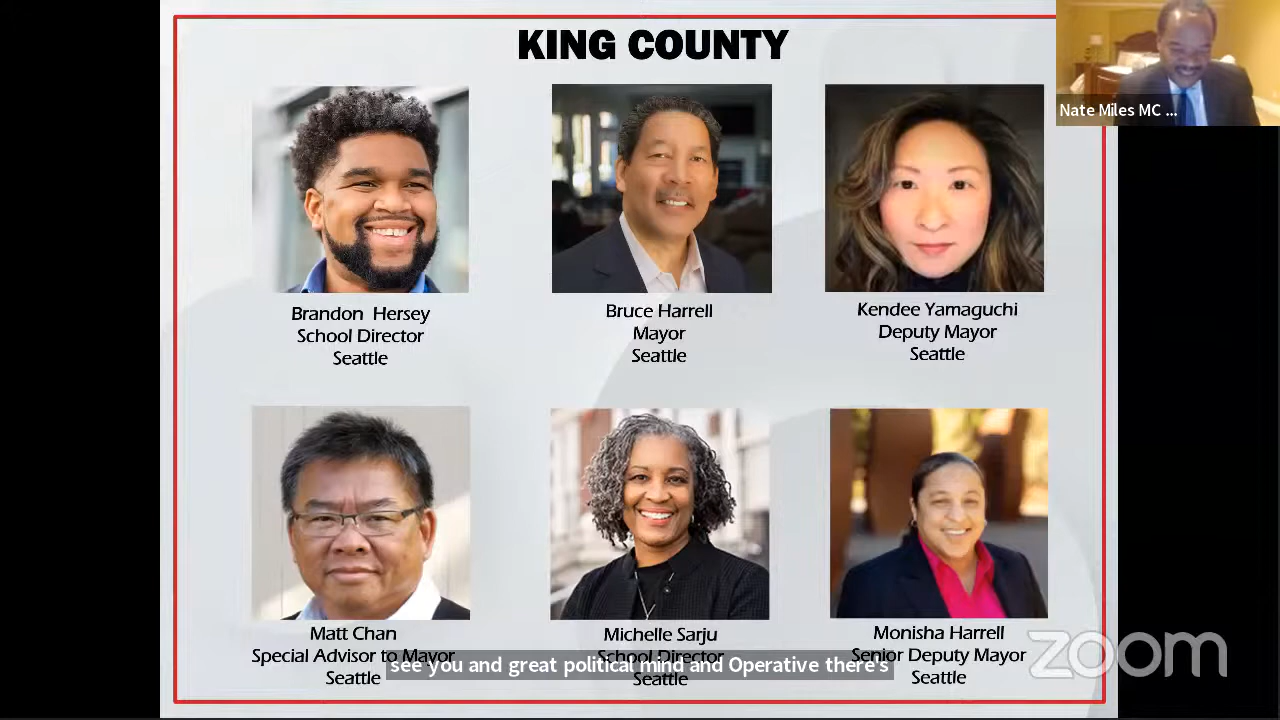 KING COUNTY
Nate Miles MC ...
Brandon Hersey
School Director
Seattle
Bruce Harrell
Mayor
Seattle
Kendee Yamaguchi
Deputy Mayor
Seattle
Matt Chan
Special Advisor to Mayor
Seattle
Michelle Sarju
School Director
Seattle
Monisha Harrell
Senior Deputy Mayor
Seattle
see you and great political mind and Operative there's
zoom